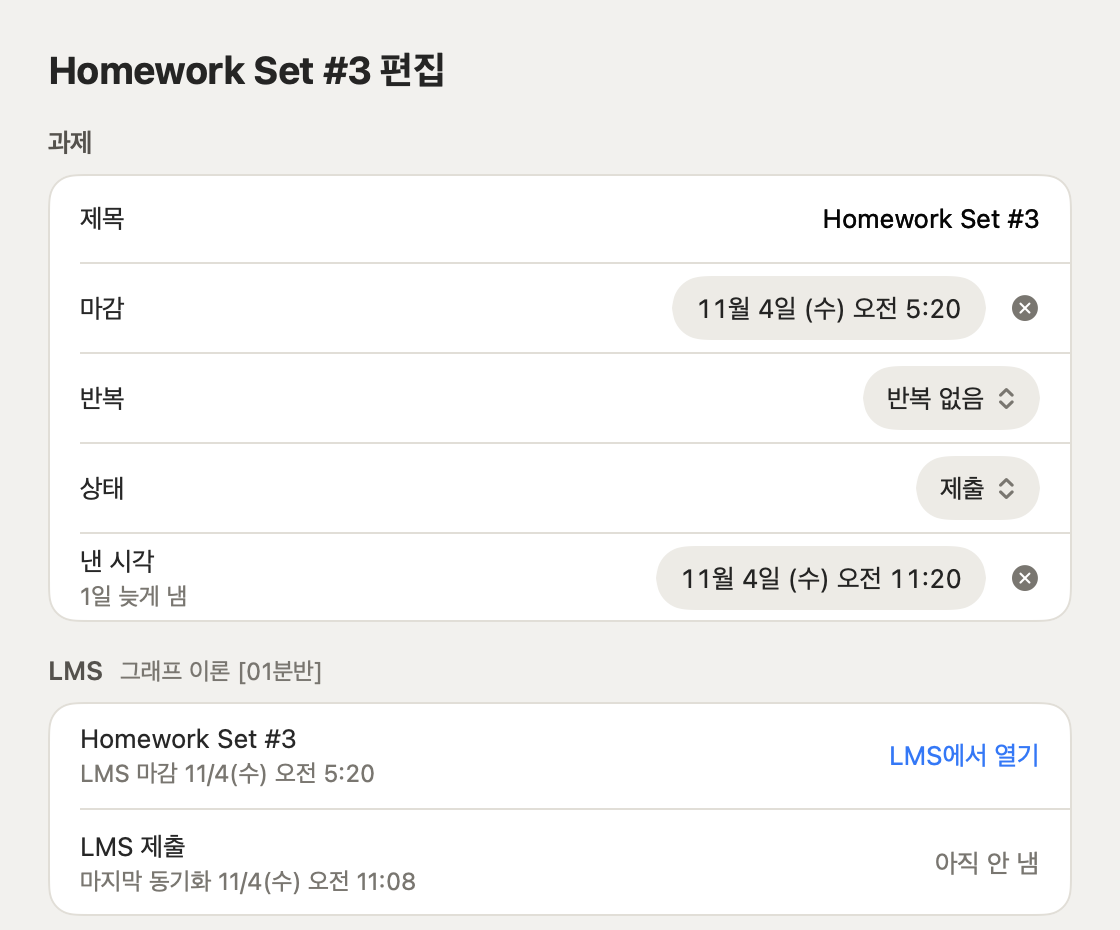 Homework Set #3 편집
과제
제목
Homework Set #3
마감
11월 4일 (수) 오전 5:20
반복
반복 없음
상태
제출
낸 시각
1일 늦게 냄
11월 4일 (수) 오전 11:20
LMS 그래프 이론 [01분반]
Homework Set #3
LMS 마감 11/4(수) 오전 5:20
LMS에서 열기
LMS 제출
마지막 동기화 11/4(수) 오전 11:08
아직 안 냄